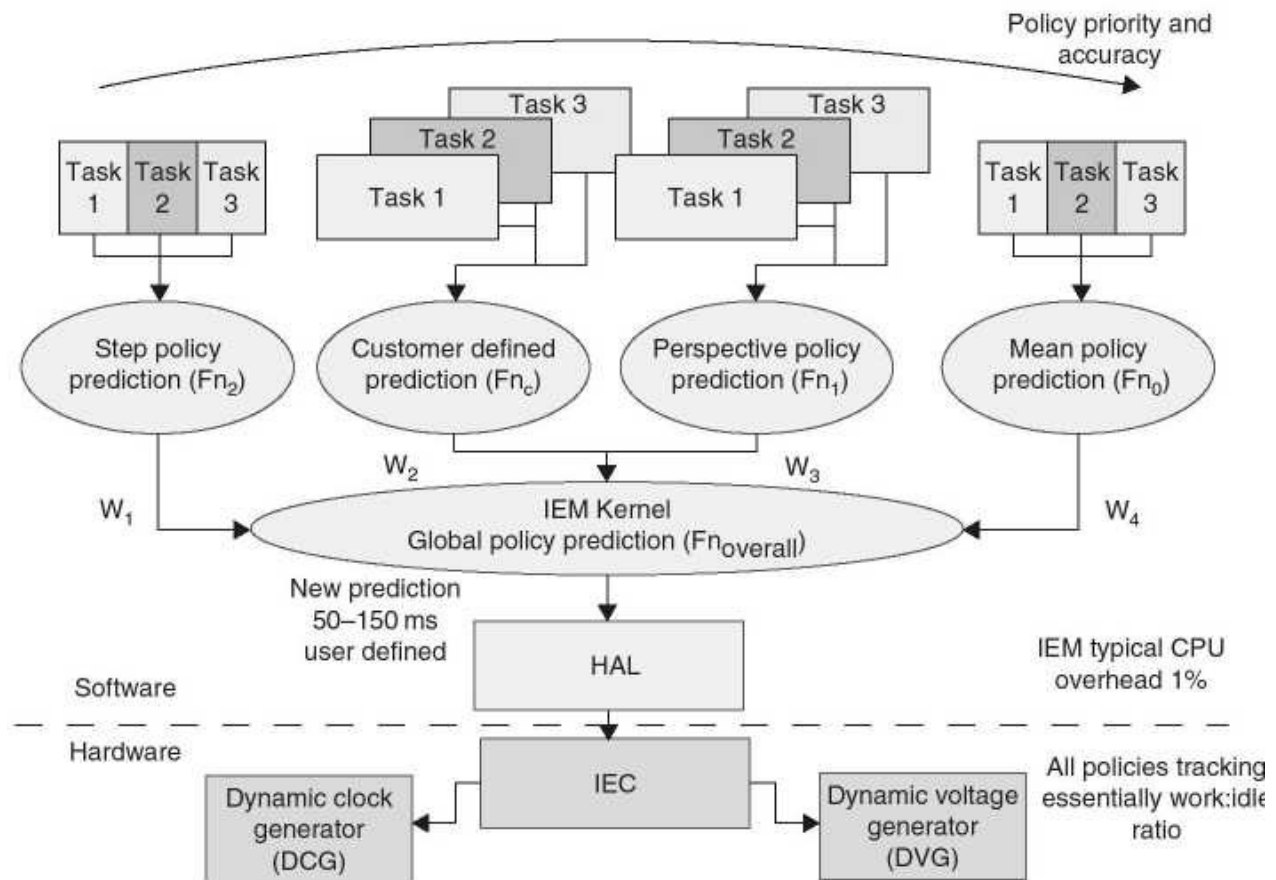 Policy priority and
accuracy
Task
1
Task
2
Task
3
Task 3
Task 2
Task 1
Task 3
Task 2
Task 1
Task
1
Task
2
Task
3
Step policy
prediction (Fn₂)
Customer defined
prediction (Fn꜀)
Perspective policy
prediction (Fn₁)
Mean policy
prediction (Fn₀)
W₁
W₂
W₃
W₄
IEM Kernel
Global policy prediction (Fnoverall)
New prediction
50–150 ms
user defined
HAL
IEM typical CPU
overhead 1%
Software
Hardware
IEC
Dynamic clock
generator
(DCG)
Dynamic voltage
generator
(DVG)
All policies tracking
essentially work:idle
ratio